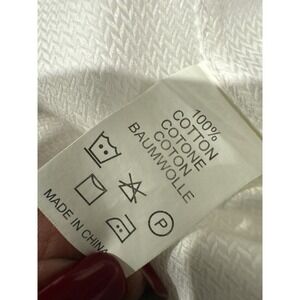 100%
COTTON
COTONE
COTON
BAUMWOLLE
P
MADE IN CHINA